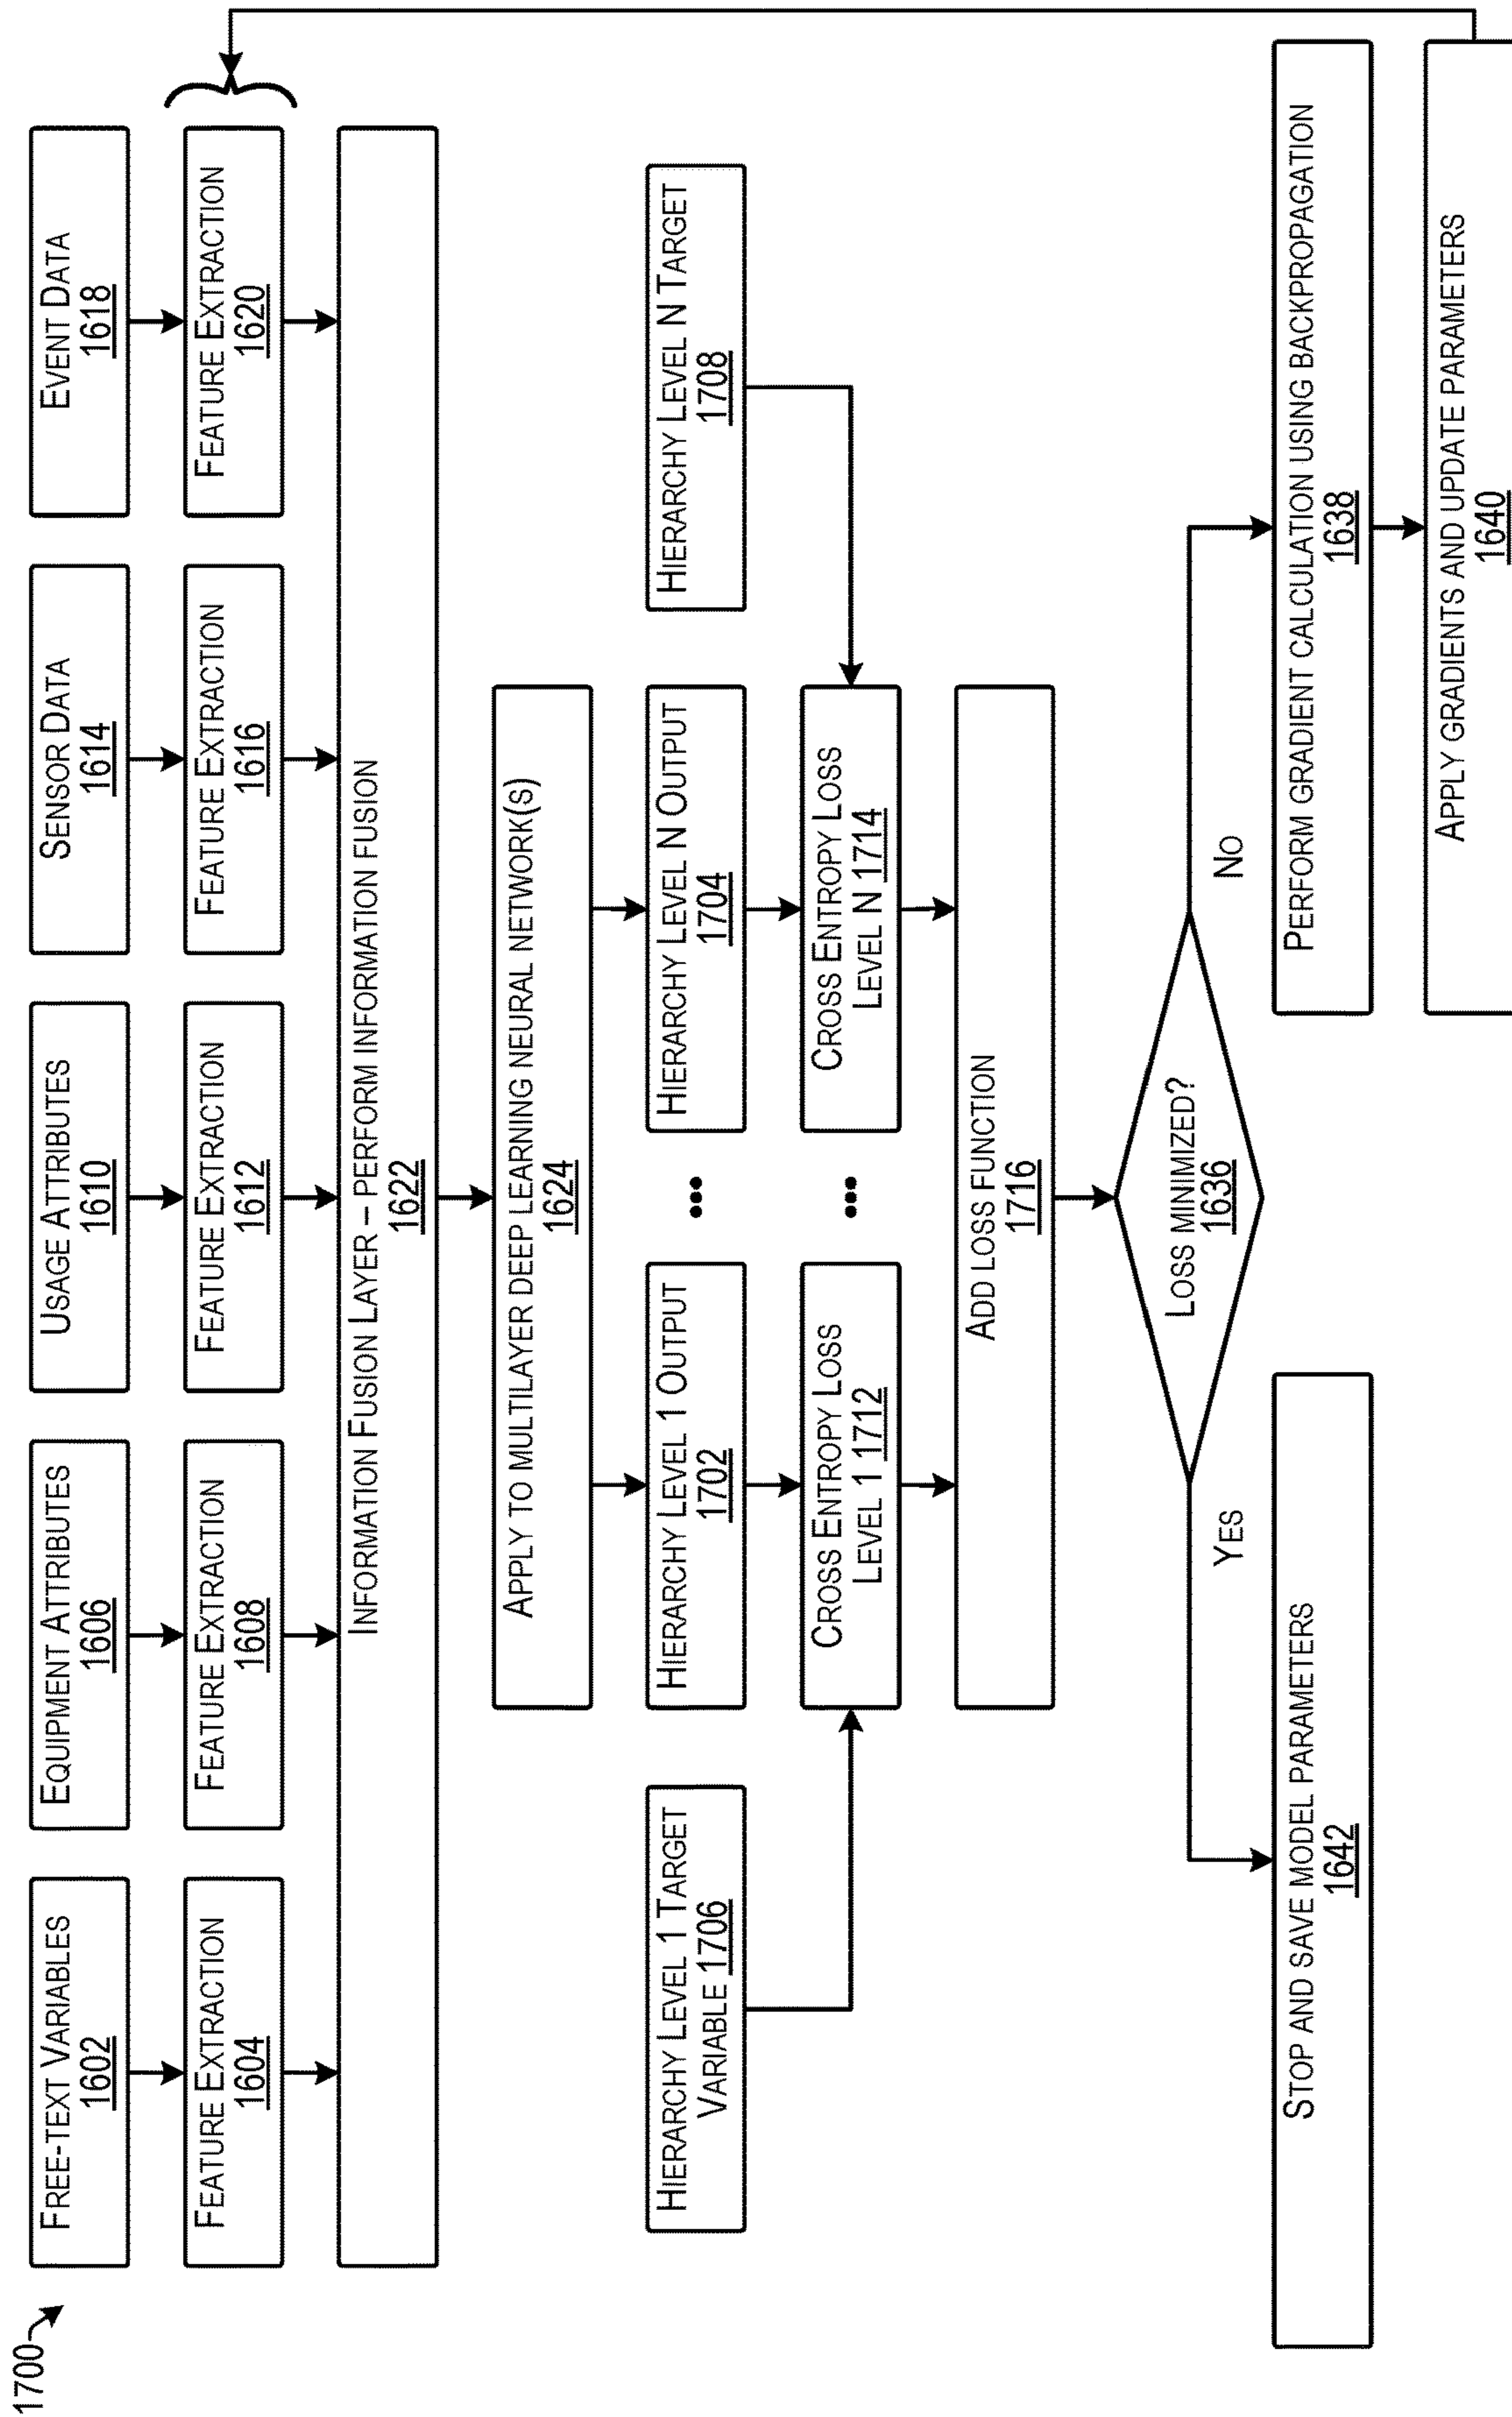 1700
FREE-TEXT VARIABLES
1602
EQUIPMENT ATTRIBUTES
1606
USAGE ATTRIBUTES
1610
SENSOR DATA
1614
EVENT DATA
1618
FEATURE EXTRACTION
1604
FEATURE EXTRACTION
1608
FEATURE EXTRACTION
1612
FEATURE EXTRACTION
1616
FEATURE EXTRACTION
1620
INFORMATION FUSION LAYER – PERFORM INFORMATION FUSION
1622
APPLY TO MULTILAYER DEEP LEARNING NEURAL NETWORK(S)
1624
HIERARCHY LEVEL 1 TARGET
VARIABLE 1706
HIERARCHY LEVEL 1 OUTPUT
1702
•••
HIERARCHY LEVEL N OUTPUT
1704
HIERARCHY LEVEL N TARGET
1708
CROSS ENTROPY LOSS
LEVEL 1 1712
•••
CROSS ENTROPY LOSS
LEVEL N 1714
ADD LOSS FUNCTION
1716
LOSS MINIMIZED?
1636
YES
NO
STOP AND SAVE MODEL PARAMETERS
1642
PERFORM GRADIENT CALCULATION USING BACKPROPAGATION
1638
APPLY GRADIENTS AND UPDATE PARAMETERS
1640